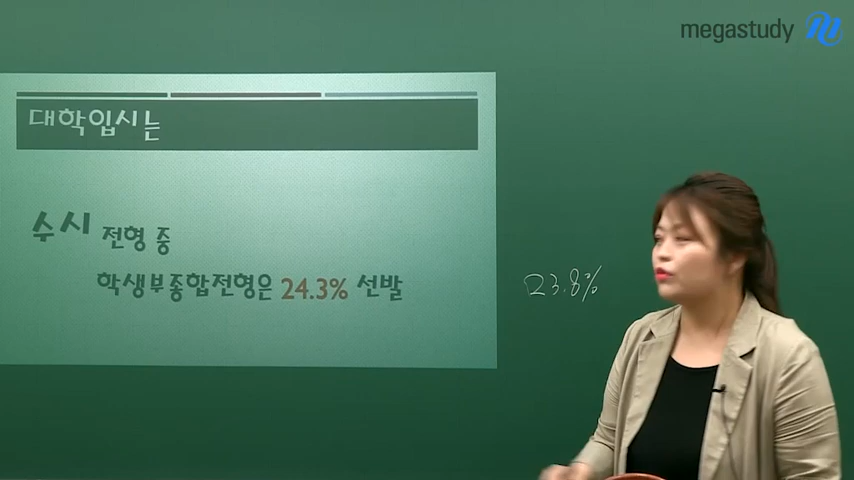 megastudy
대학입시는
수시 전형 중
학생부종합전형은 24.3% 선발
23.8%